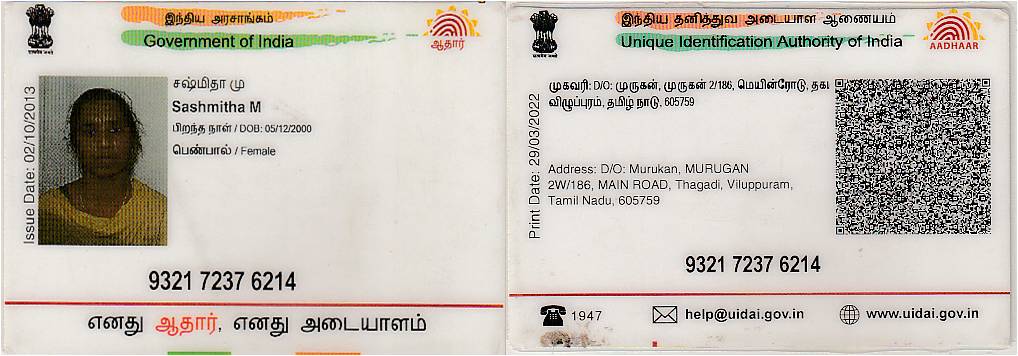 இந்திய அரசாங்கம்
Government of India
ஆதார்
Issue Date: 02/10/2013
சஷ்மிதா மு
Sashmitha M
பிறந்த நாள் / DOB: 05/12/2000
பெண்பால் / Female
9321 7237 6214
எனது ஆதார், எனது அடையாளம்
இந்திய தனித்துவ அடையாள ஆணையம்
Unique Identification Authority of India
AADHAAR
Print Date: 29/03/2022
முகவரி: D/O: முருகன், முருகன் 2/186, மெயின்ரோடு, தக
விழுப்புரம், தமிழ் நாடு, 605759
Address: D/O: Murukan, MURUGAN
2W/186, MAIN ROAD, Thagadi, Viluppuram,
Tamil Nadu, 605759
9321 7237 6214
1947
help@uidai.gov.in
www.uidai.gov.in